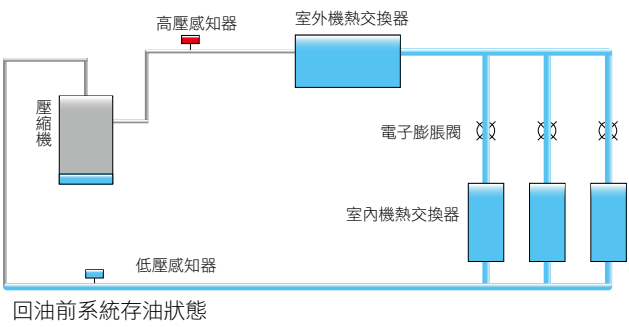 室外機熱交換器
高壓感知器
壓縮機
電子膨脹閥
室內機熱交換器
低壓感知器
回油前系統存油狀態